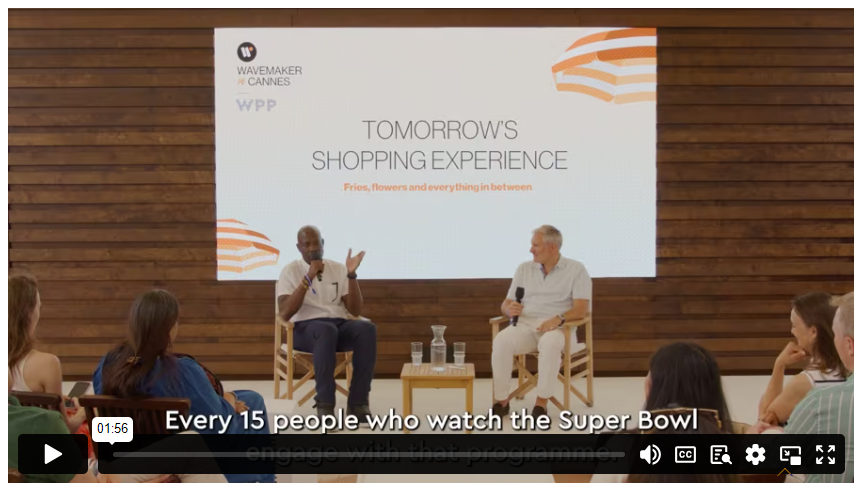 WAVEMAKER
CANNES
WPP
TOMORROW'S
SHOPPING EXPERIENCE
Fries, flowers and everything in between
Every 15 people who watch the Super Bowl
engage with that programme.
01:56
CC